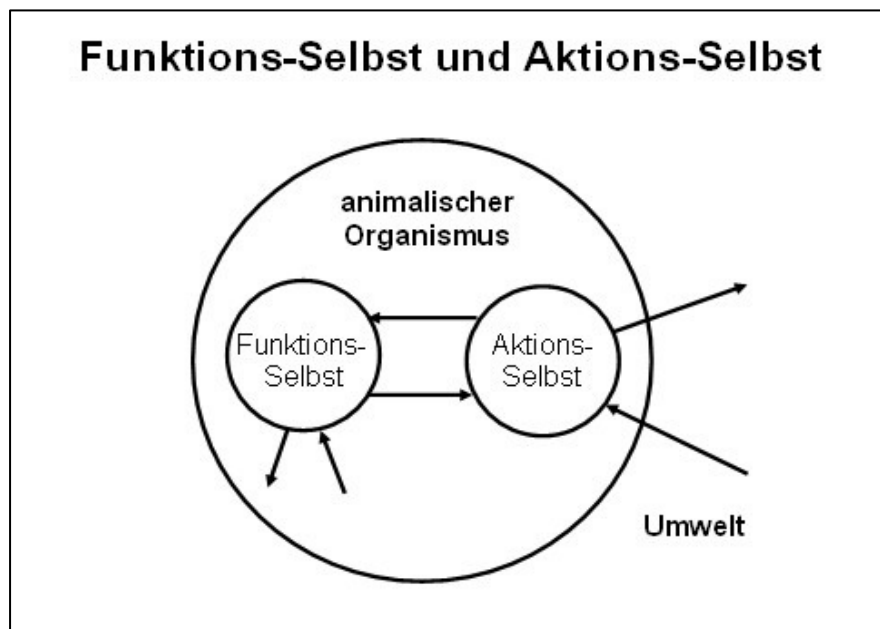 Funktions-Selbst und Aktions-Selbst
animalischer
Organismus
Funktions-
Selbst
Aktions-
Selbst
Umwelt